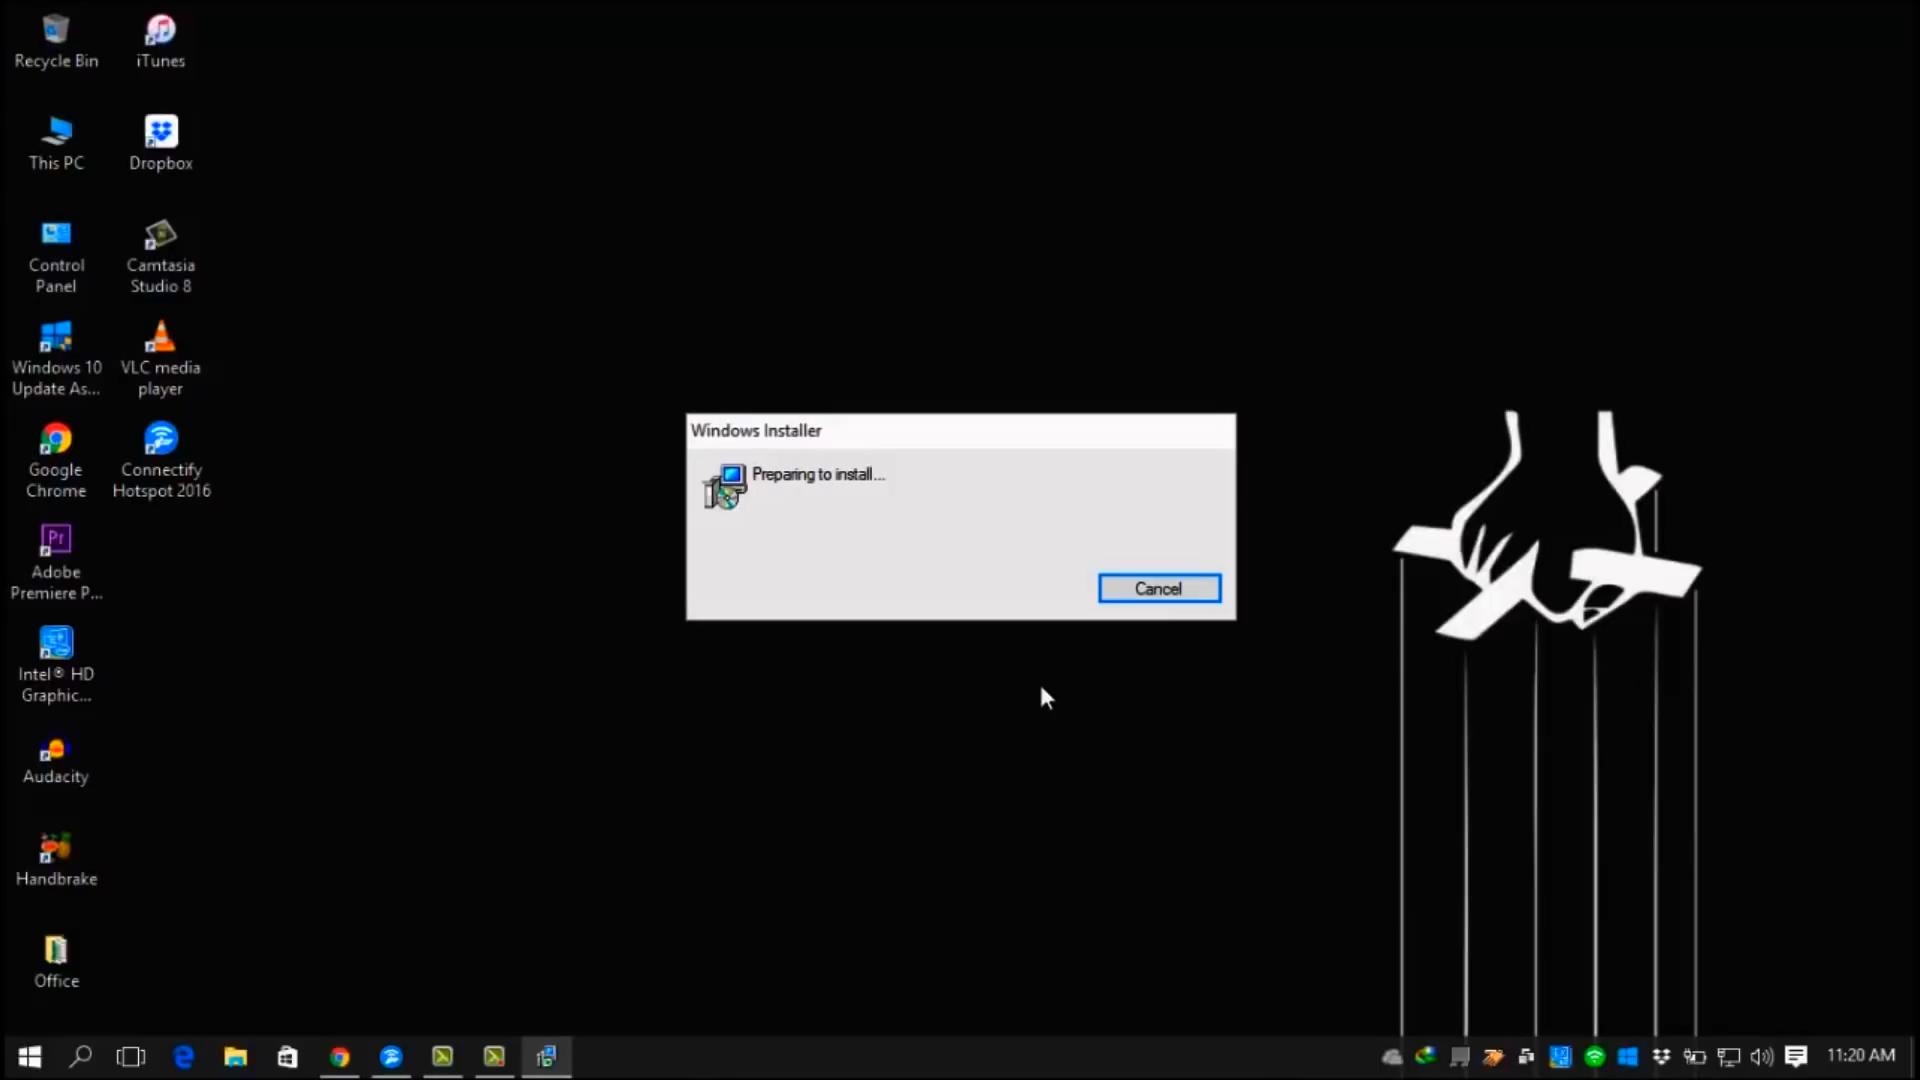 Recycle Bin
iTunes
This PC
Dropbox
Control
Panel
Camtasia
Studio 8
Windows 10
Update As...
VLC media
player
Google
Chrome
Connectify
Hotspot 2016
Pr
Adobe
Premiere P...
Intel® HD
Graphic...
Audacity
Handbrake
Office
Windows Installer
Preparing to install...
Cancel
11:20 AM